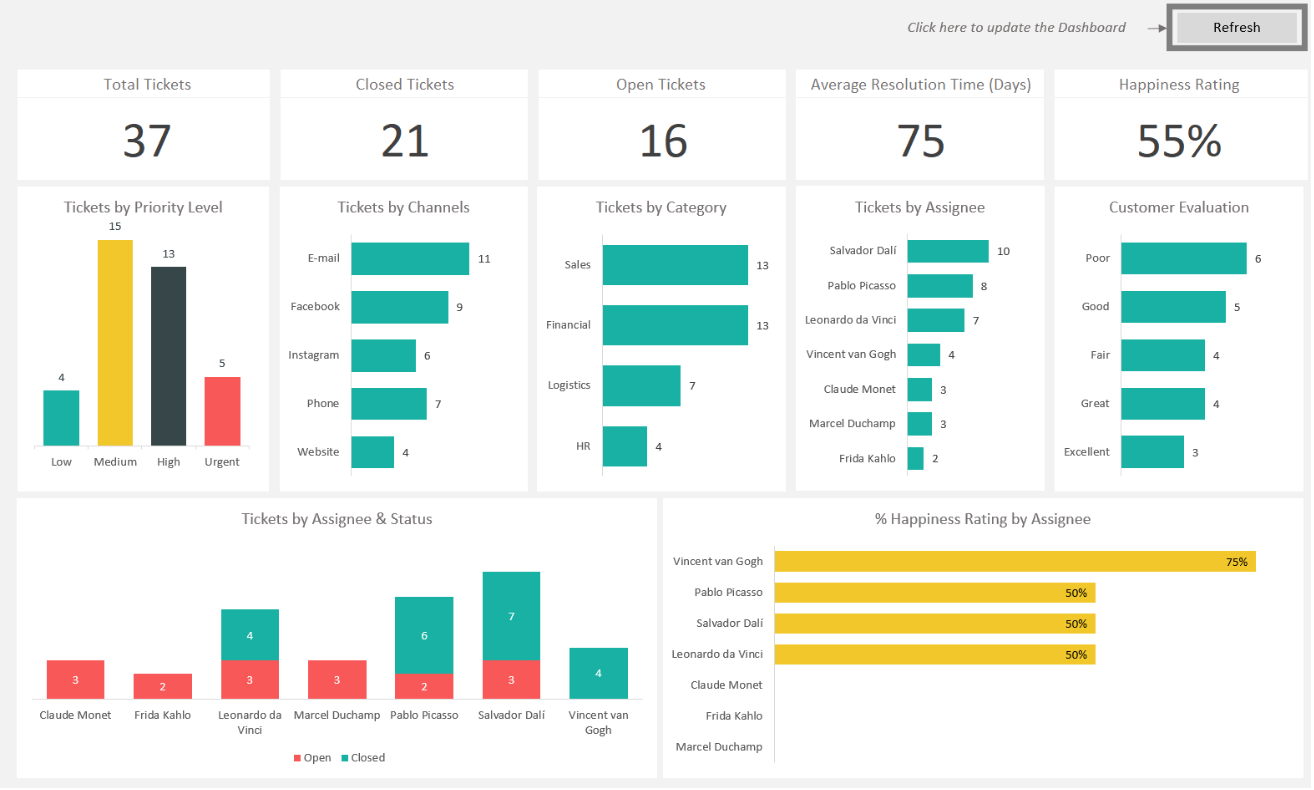 Click here to update the Dashboard
Refresh
Total Tickets
37
Closed Tickets
21
Open Tickets
16
Average Resolution Time (Days)
75
Happiness Rating
55%
Tickets by Priority Level
15
13
5
4
Low
Medium
High
Urgent
Tickets by Channels
E-mail 11
Facebook 9
Instagram 6
Phone 7
Website 4
Tickets by Category
Sales 13
Financial 13
Logistics 7
HR 4
Tickets by Assignee
Salvador Dalí 10
Pablo Picasso 8
Leonardo da Vinci 7
Vincent van Gogh 4
Claude Monet 3
Marcel Duchamp 3
Frida Kahlo 2
Customer Evaluation
Poor 6
Good 5
Fair 4
Great 4
Excellent 3
Tickets by Assignee & Status
7
4
6
4
3
2
3
3
2
3
Claude Monet
Frida Kahlo
Leonardo da
Vinci
Marcel Duchamp
Pablo Picasso
Salvador Dalí
Vincent van
Gogh
Open
Closed
% Happiness Rating by Assignee
Vincent van Gogh 75%
Pablo Picasso 50%
Salvador Dalí 50%
Leonardo da Vinci 50%
Claude Monet
Frida Kahlo
Marcel Duchamp